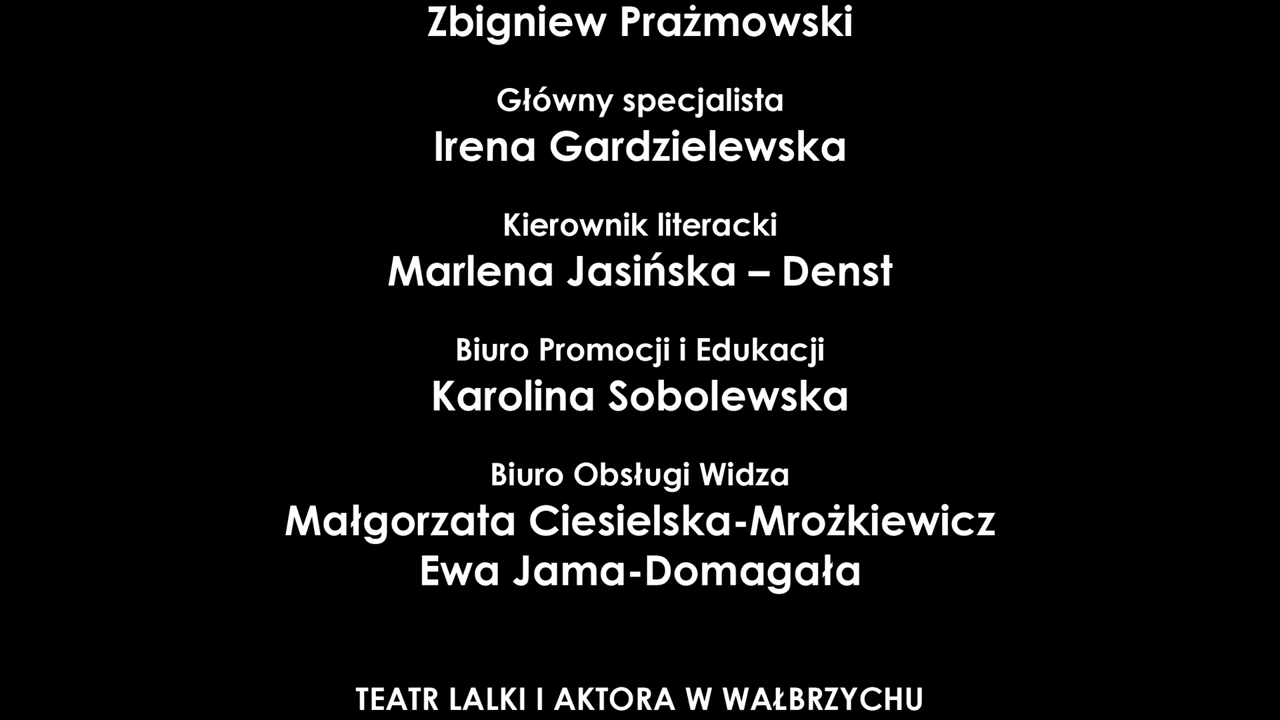 Zbigniew Prażmowski
Główny specjalista
Irena Gardzielewska
Kierownik literacki
Marlena Jasińska – Denst
Biuro Promocji i Edukacji
Karolina Sobolewska
Biuro Obsługi Widza
Małgorzata Ciesielska-Mrożkiewicz
Ewa Jama-Domagała
TEATR LALKI I AKTORA W WAŁBRZYCHU